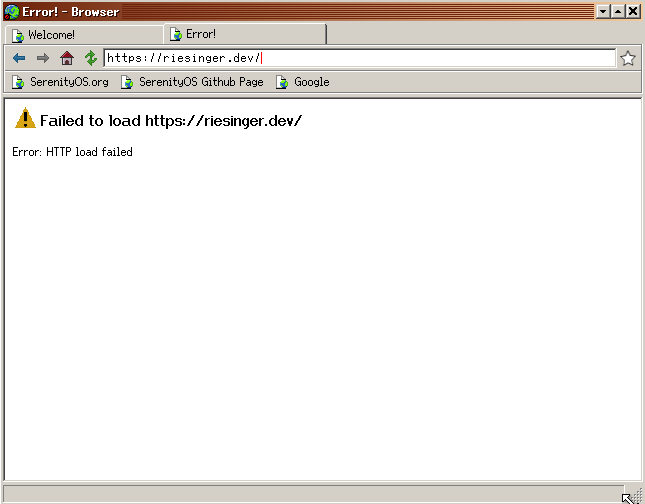 Error! - Browser
Welcome! Error!
https://riesinger.dev/
SerenityOS.org SerenityOS Github Page Google
Failed to load https://riesinger.dev/
Error: HTTP load failed